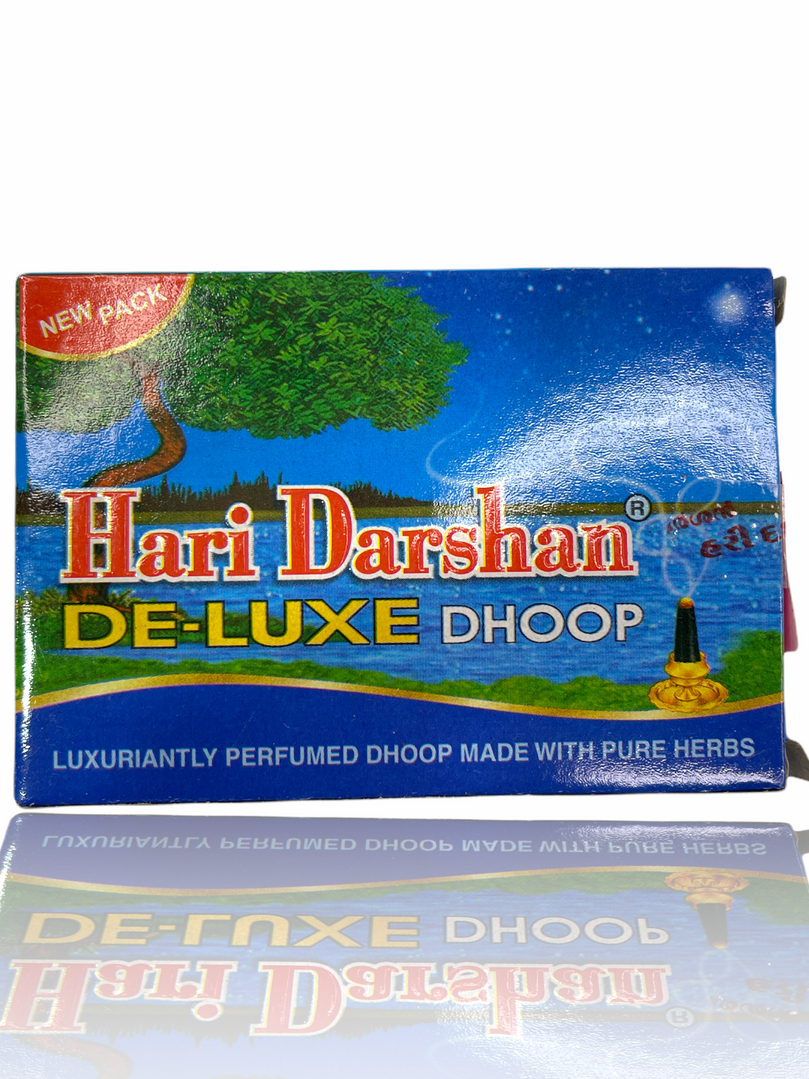 NEW PACK
Hari Darshan®
DE-LUXE DHOOP
LUXURIANTLY PERFUMED DHOOP MADE WITH PURE HERBS